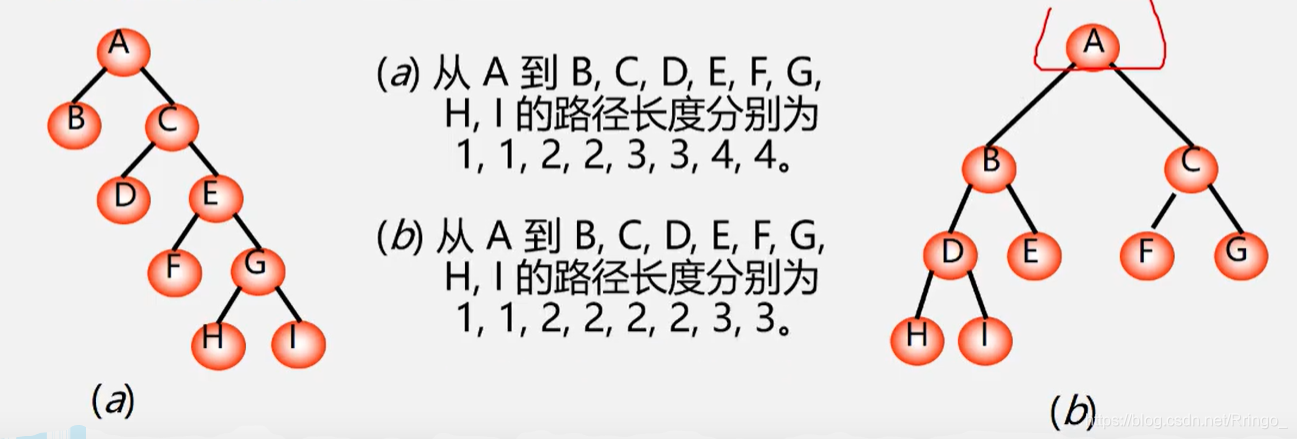 A
B
C
D
E
F
G
H
I
(a)
(a) 从 A 到 B, C, D, E, F, G,
H, I 的路径长度分别为
1, 1, 2, 2, 3, 3, 4, 4。
(b) 从 A 到 B, C, D, E, F, G,
H, I 的路径长度分别为
1, 1, 2, 2, 2, 2, 3, 3。
A
B
C
D
E
F
G
H
I
(b)
https://blog.csdn.net/Rringo_